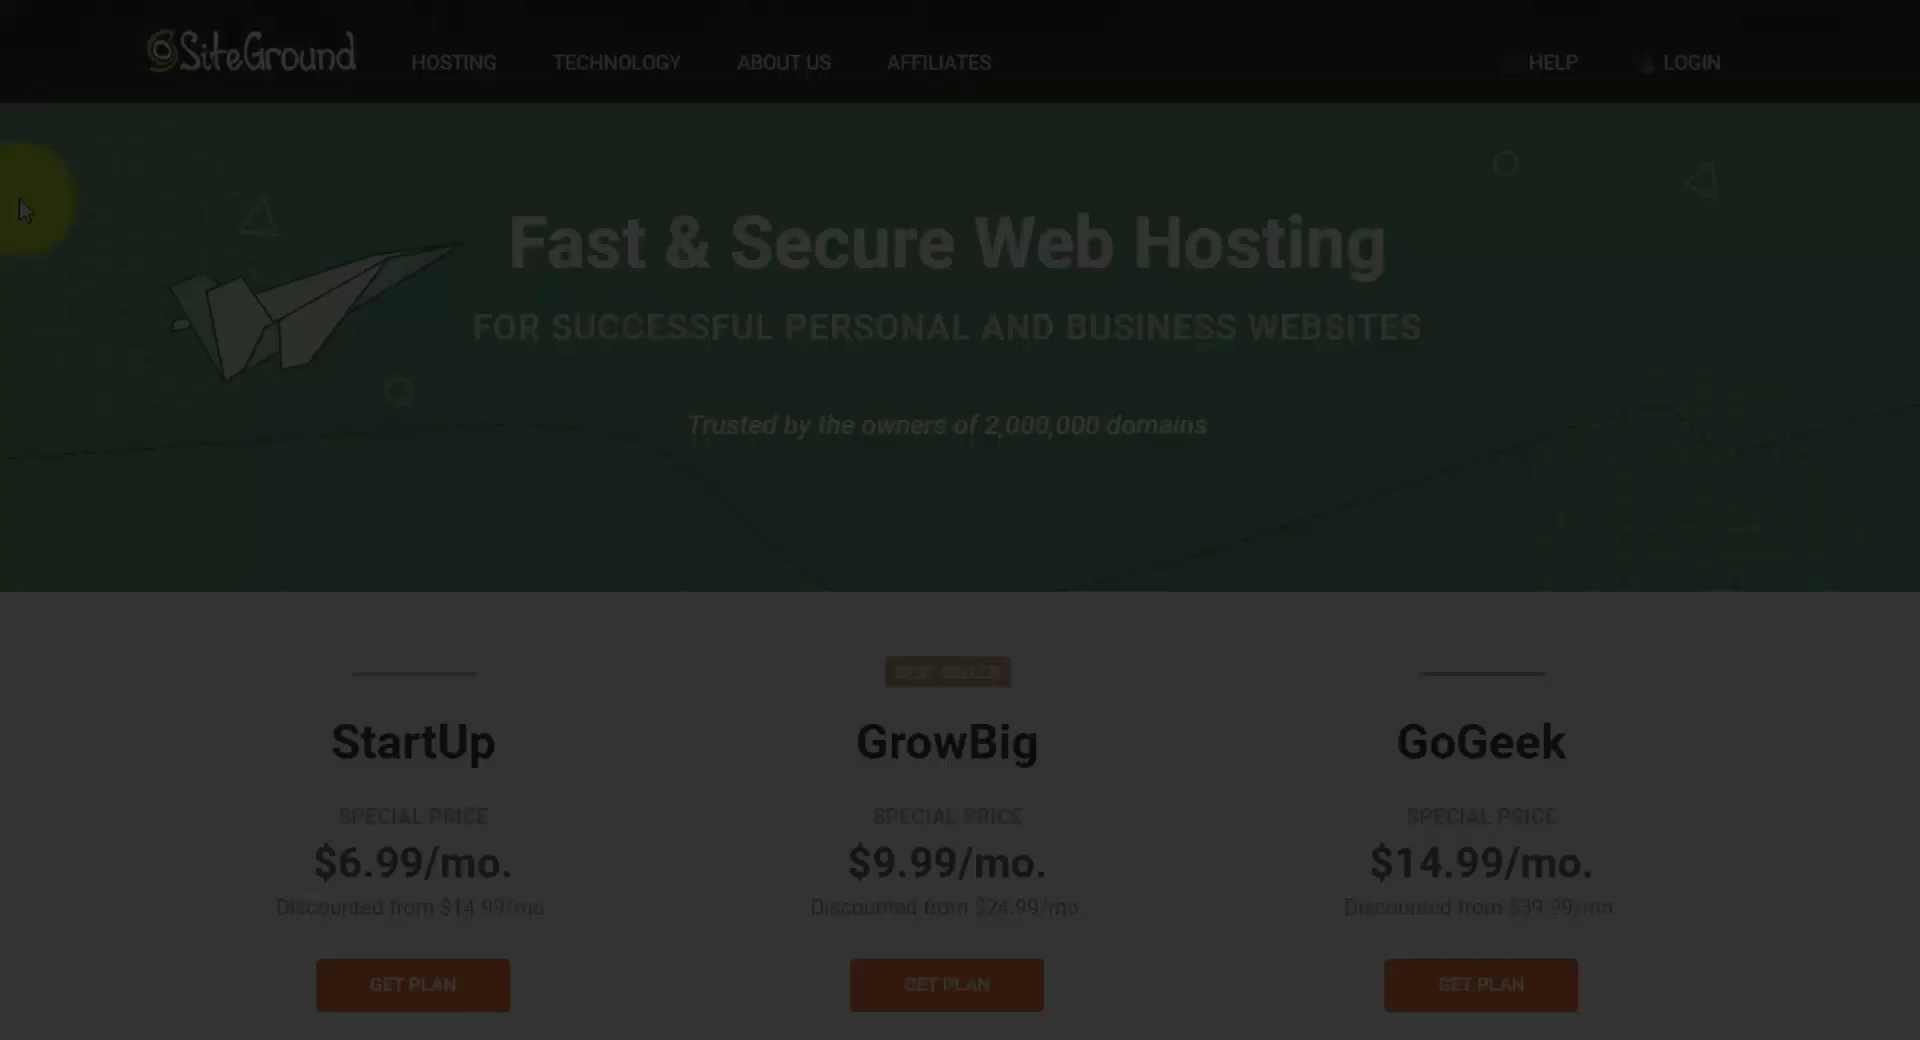 SiteGround HOSTING TECHNOLOGY ABOUT US AFFILIATES HELP LOGIN
Fast & Secure Web Hosting
FOR SUCCESSFUL PERSONAL AND BUSINESS WEBSITES
Trusted by the owners of 2,000,000 domains
BEST SELLER
StartUp GrowBig GoGeek
SPECIAL PRICE SPECIAL PRICE SPECIAL PRICE
$6.99/mo. $9.99/mo. $14.99/mo.
Discounted from $14.99/mo Discounted from $24.99/mo Discounted from $39.99/mo
GET PLAN GET PLAN GET PLAN